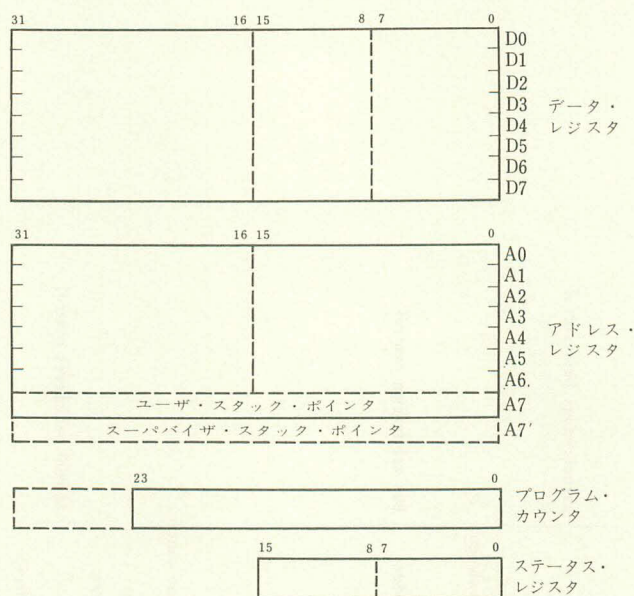 31 16 15 8 7 0
D0
D1
D2
D3
D4
D5
D6
D7
データ・
レジスタ
31 16 15 0
A0
A1
A2
A3
A4
A5
A6.
A7
A7′
アドレス・
レジスタ
ユーザ・スタック・ポインタ
スーパバイザ・スタック・ポインタ
23 0
プログラム・
カウンタ
15 8 7 0
ステータス・
レジスタ